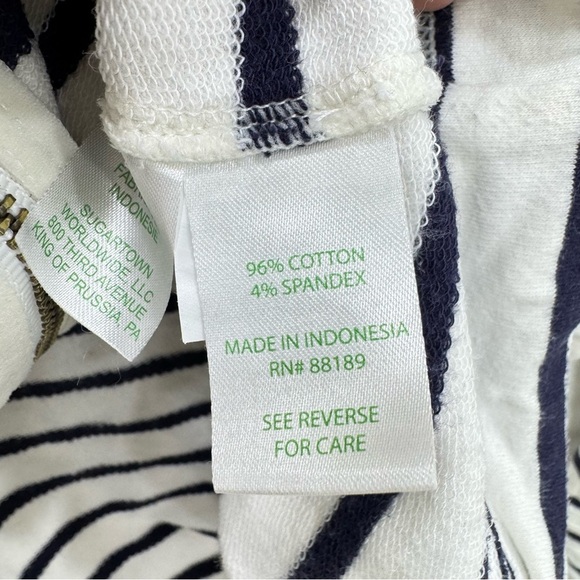 INDONESIE
SUGARTOWN
WORLDWIDE, LLC
800 THIRD AVENUE
KING OF PRUSSIA, PA
96% COTTON
4% SPANDEX
MADE IN INDONESIA
RN# 88189
SEE REVERSE
FOR CARE